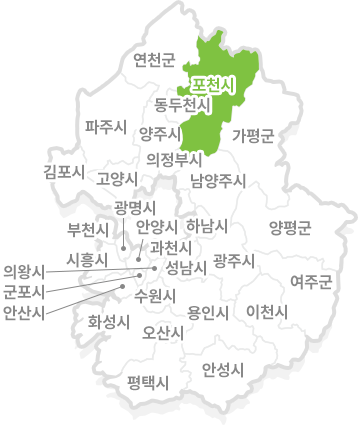 연천군
포천시
동두천시
파주시
양주시
가평군
의정부시
김포시
고양시
남양주시
광명시
부천시
안양시
하남시
양평군
과천시
시흥시
성남시
광주시
의왕시
여주군
군포시
수원시
안산시
용인시
이천시
화성시
오산시
안성시
평택시